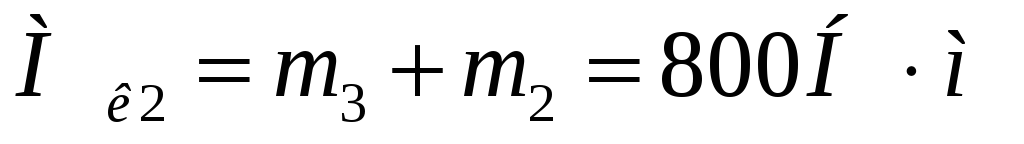 Ì ê2 = m3 + m2 = 800Í · ì